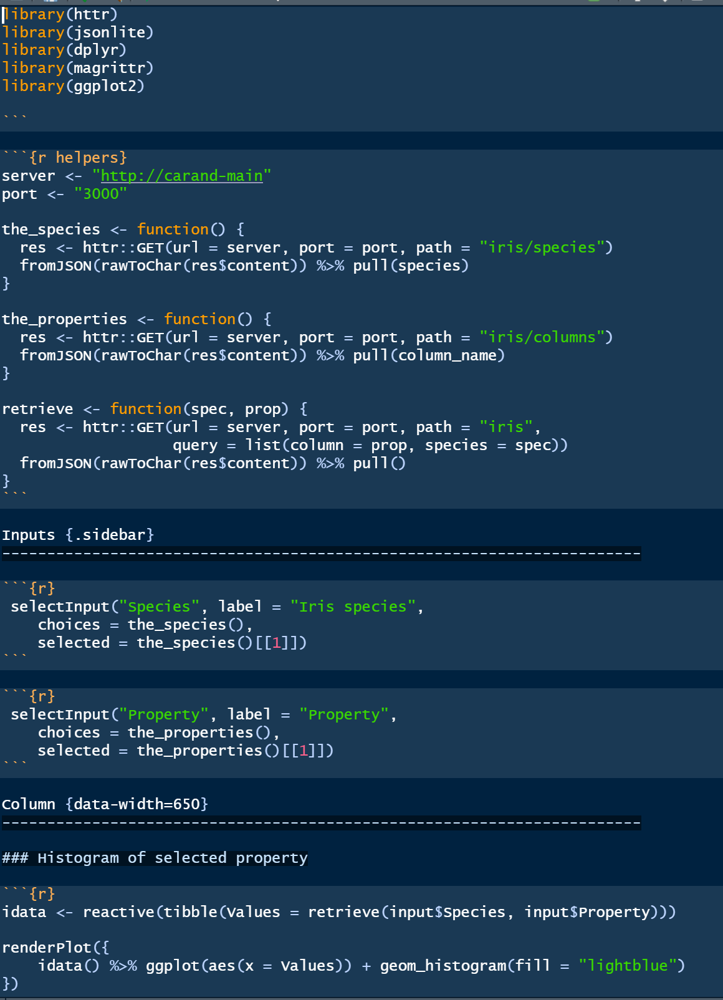 library(httr)
library(jsonlite)
library(dplyr)
library(magrittr)
library(ggplot2)
```
```{r helpers}
server <- "http://carand-main"
port <- "3000"
the_species <- function() {
  res <- httr::GET(url = server, port = port, path = "iris/species")
  fromJSON(rawToChar(res$content)) %>% pull(species)
}
the_properties <- function() {
  res <- httr::GET(url = server, port = port, path = "iris/columns")
  fromJSON(rawToChar(res$content)) %>% pull(column_name)
}
retrieve <- function(spec, prop) {
  res <- httr::GET(url = server, port = port, path = "iris",
                   query = list(column = prop, species = spec))
  fromJSON(rawToChar(res$content)) %>% pull()
}
```
Inputs {.sidebar}
-----------------------------------------------------------------------
```{r}
 selectInput("Species", label = "Iris species",
    choices = the_species(),
    selected = the_species()[[1]])
```
```{r}
 selectInput("Property", label = "Property",
    choices = the_properties(),
    selected = the_properties()[[1]])
```
Column {data-width=650}
-----------------------------------------------------------------------
### Histogram of selected property
```{r}
idata <- reactive(tibble(Values = retrieve(input$Species, input$Property)))
renderPlot({
    idata() %>% ggplot(aes(x = Values)) + geom_histogram(fill = "lightblue")
})